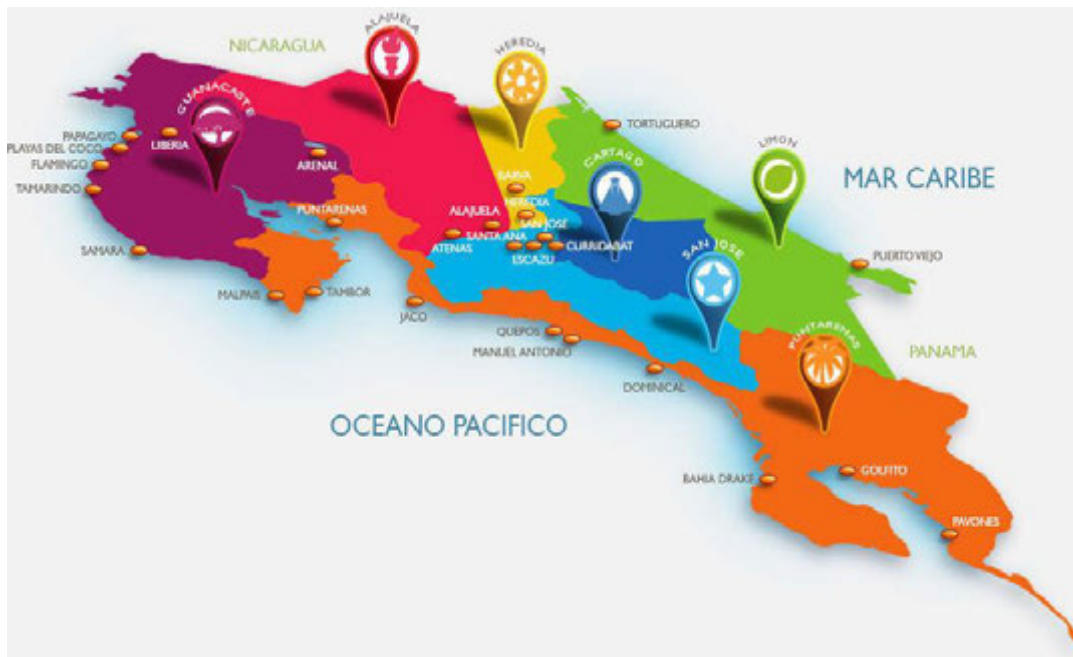 ALAJUELA
NICARAGUA
HEREDIA
GUANACASTE
TORTUGUERO
PAPAGAYO
LIBERIA
PLAYAS DEL COCO
CARTAGO
LIMON
FLAMINGO
ARENAL
MAR CARIBE
TAMARINDO
BARVA
HEREDIA
PUNTARENAS
ALAJUELA
SAN JOSE
SANTA ANA
ATENAS
CURRIDABAT
SAN JOSE
SAMARA
ESCAZU
PUERTO VIEJO
MALPAIS
TAMBOR
JACO
QUEPOS
PUNTARENAS
MANUEL ANTONIO
PANAMA
DOMINICAL
OCEANO PACIFICO
BAHIA DRAKE
GOLFITO
PAVONES